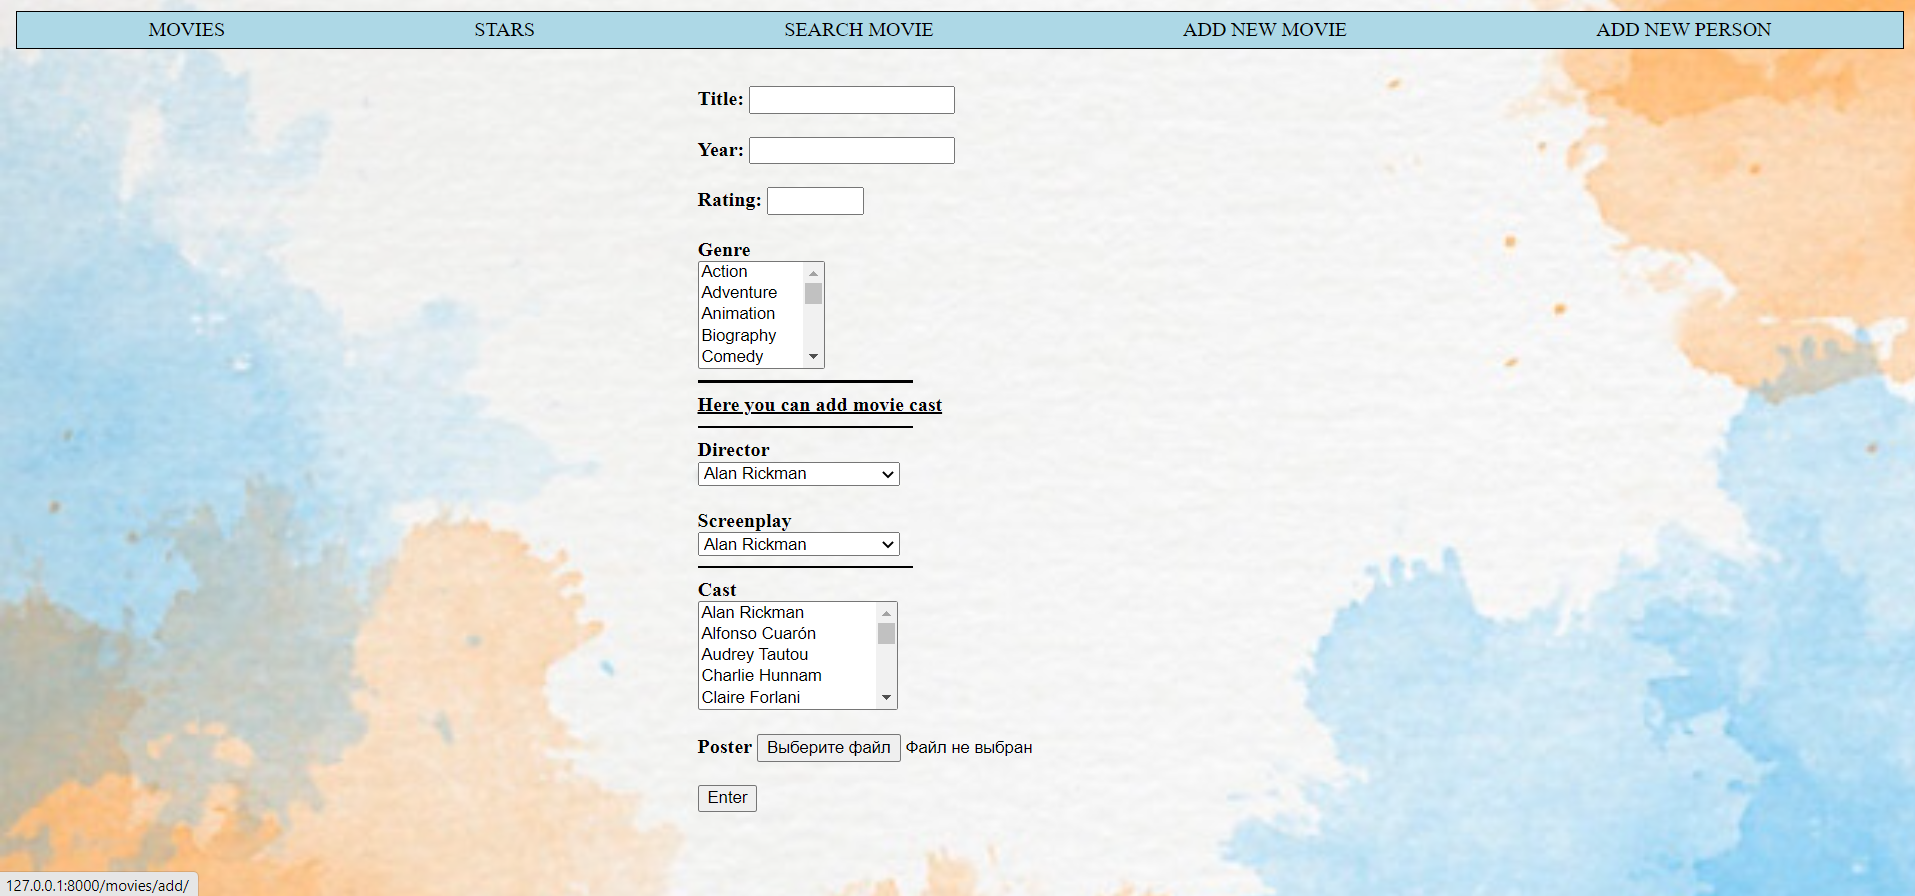 MOVIES STARS SEARCH MOVIE ADD NEW MOVIE ADD NEW PERSON
Title:
Year:
Rating:
Genre
Action
Adventure
Animation
Biography
Comedy
Here you can add movie cast
Director
Alan Rickman
Screenplay
Alan Rickman
Cast
Alan Rickman
Alfonso Cuarón
Audrey Tautou
Charlie Hunnam
Claire Forlani
Poster Выберите файл Файл не выбран
Enter
127.0.0.1:8000/movies/add/